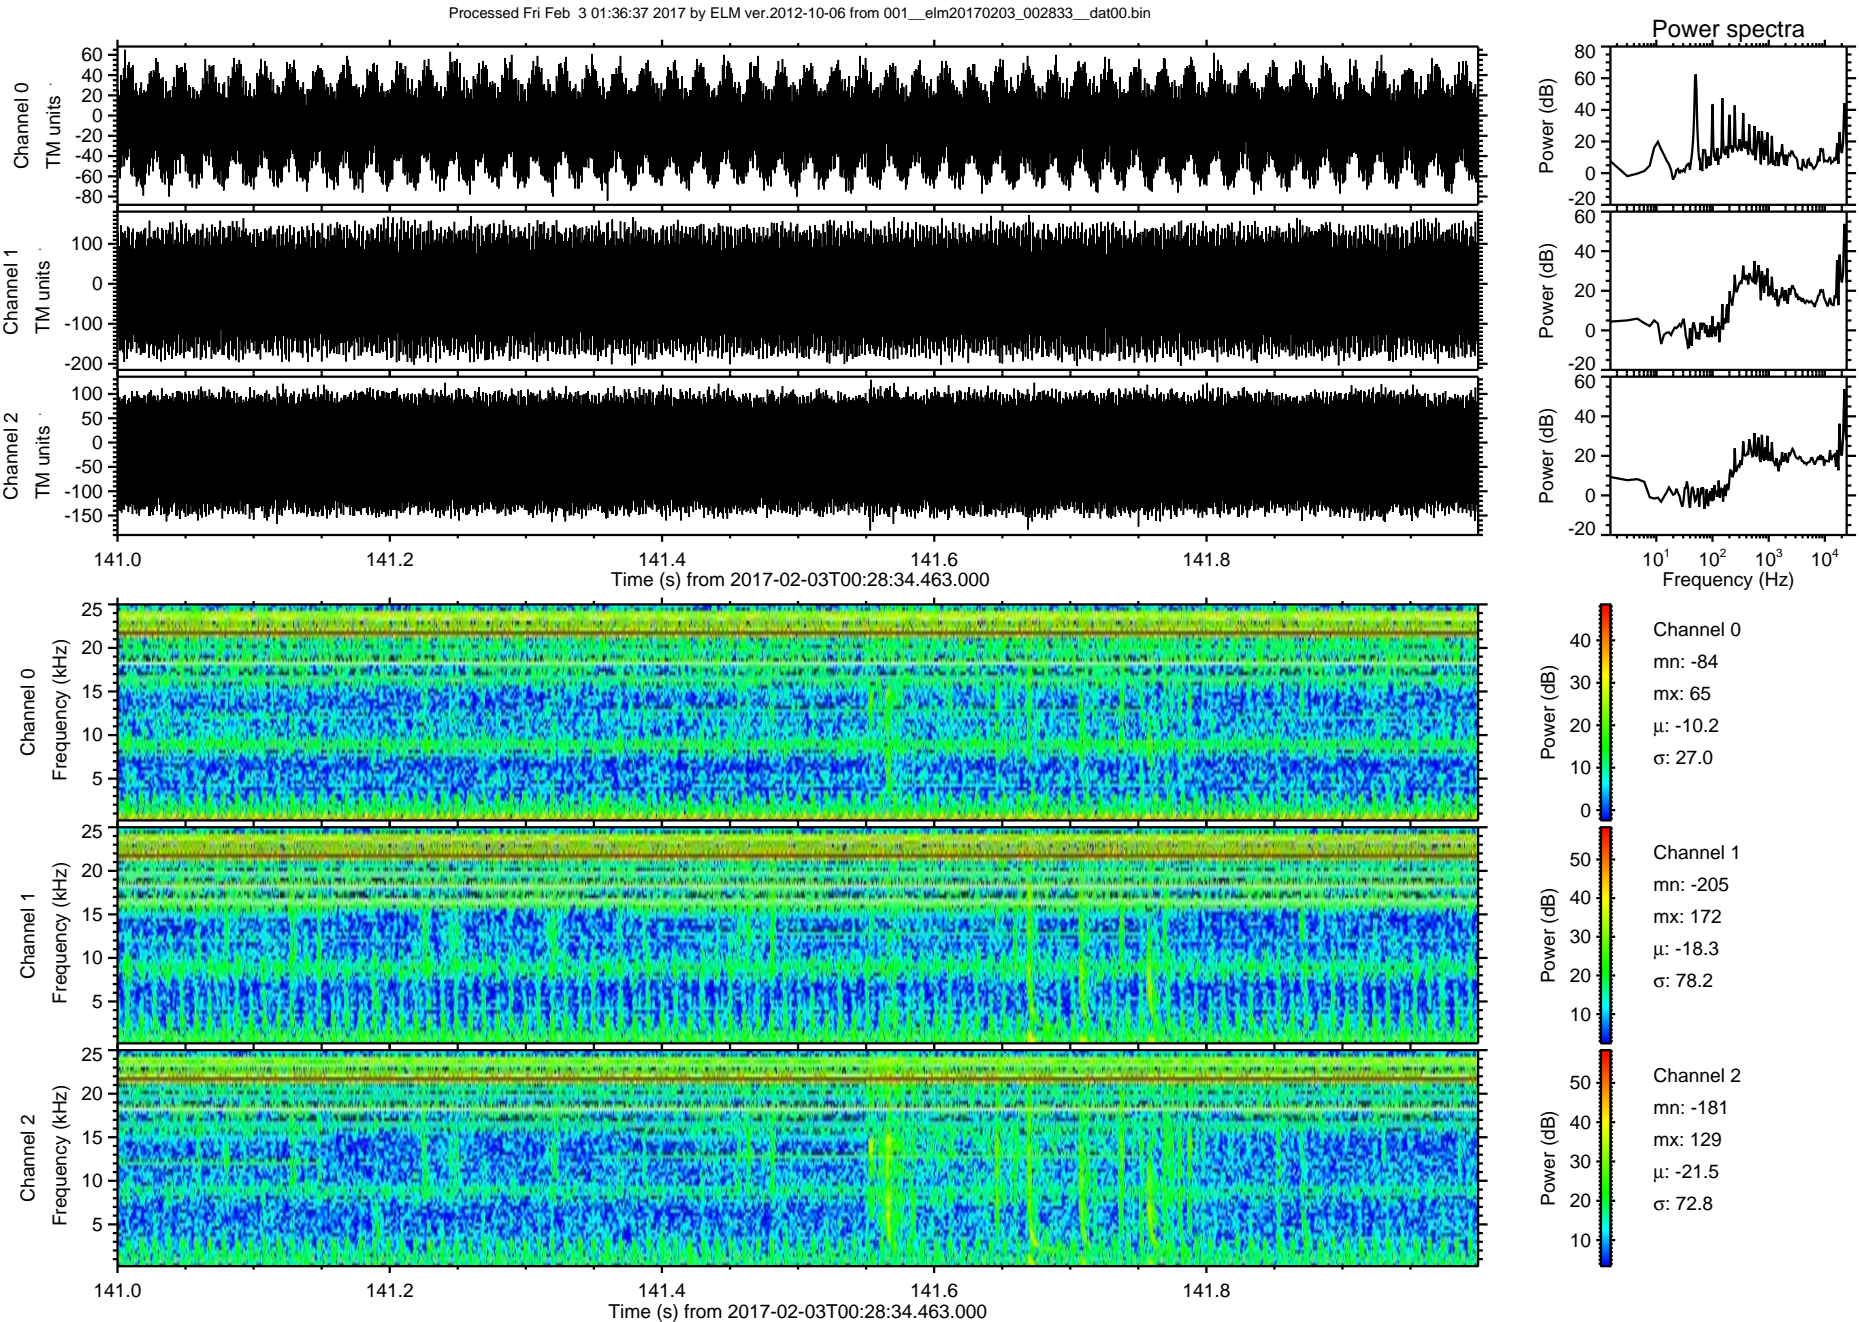 Processed Fri Feb  3 01:36:37 2017 by ELM ver.2012-10-06 from 001__elm20170203_002833__dat00.bin
Power spectra
Channel 0
TM units
60
40
20
0
-20
-40
-60
-80
Power (dB)
80
60
40
20
0
-20
Channel 1
TM units
100
0
-100
-200
Power (dB)
60
40
20
0
-20
Channel 2
TM units
100
50
0
-50
-100
-150
Power (dB)
60
40
20
0
-20
141.0 141.2 141.4 141.6 141.8
Time (s) from 2017-02-03T00:28:34.463.000
10^1 10^2 10^3 10^4
Frequency (Hz)
Channel 0
Frequency (kHz)
25
20
15
10
5
Power (dB)
40
30
20
10
0
Channel 0
mn: -84
mx: 65
μ: -10.2
σ: 27.0
Channel 1
Frequency (kHz)
25
20
15
10
5
Power (dB)
50
40
30
20
10
Channel 1
mn: -205
mx: 172
μ: -18.3
σ: 78.2
Channel 2
Frequency (kHz)
25
20
15
10
5
Power (dB)
50
40
30
20
10
Channel 2
mn: -181
mx: 129
μ: -21.5
σ: 72.8
141.0 141.2 141.4 141.6 141.8
Time (s) from 2017-02-03T00:28:34.463.000